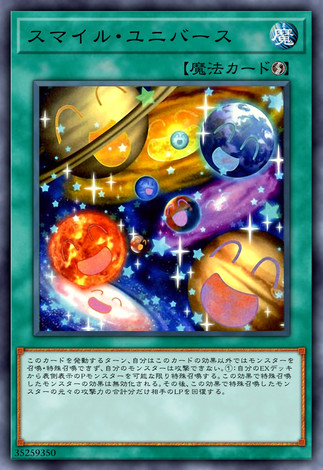 スマイル・ユニバース
魔
【魔法カード】
このカードを発動するターン、自分はこのカードの効果以外ではモンスターを
召喚・特殊召喚できず、自分のモンスターは攻撃できない。①:自分のEXデッキ
から表側表示のPモンスターを可能な限り特殊召喚する。この効果で特殊召喚
したモンスターの効果は無効化される。その後、この効果で特殊召喚したモンス
ターの元々の攻撃力の合計分だけ相手のLPを回復する。
35259350